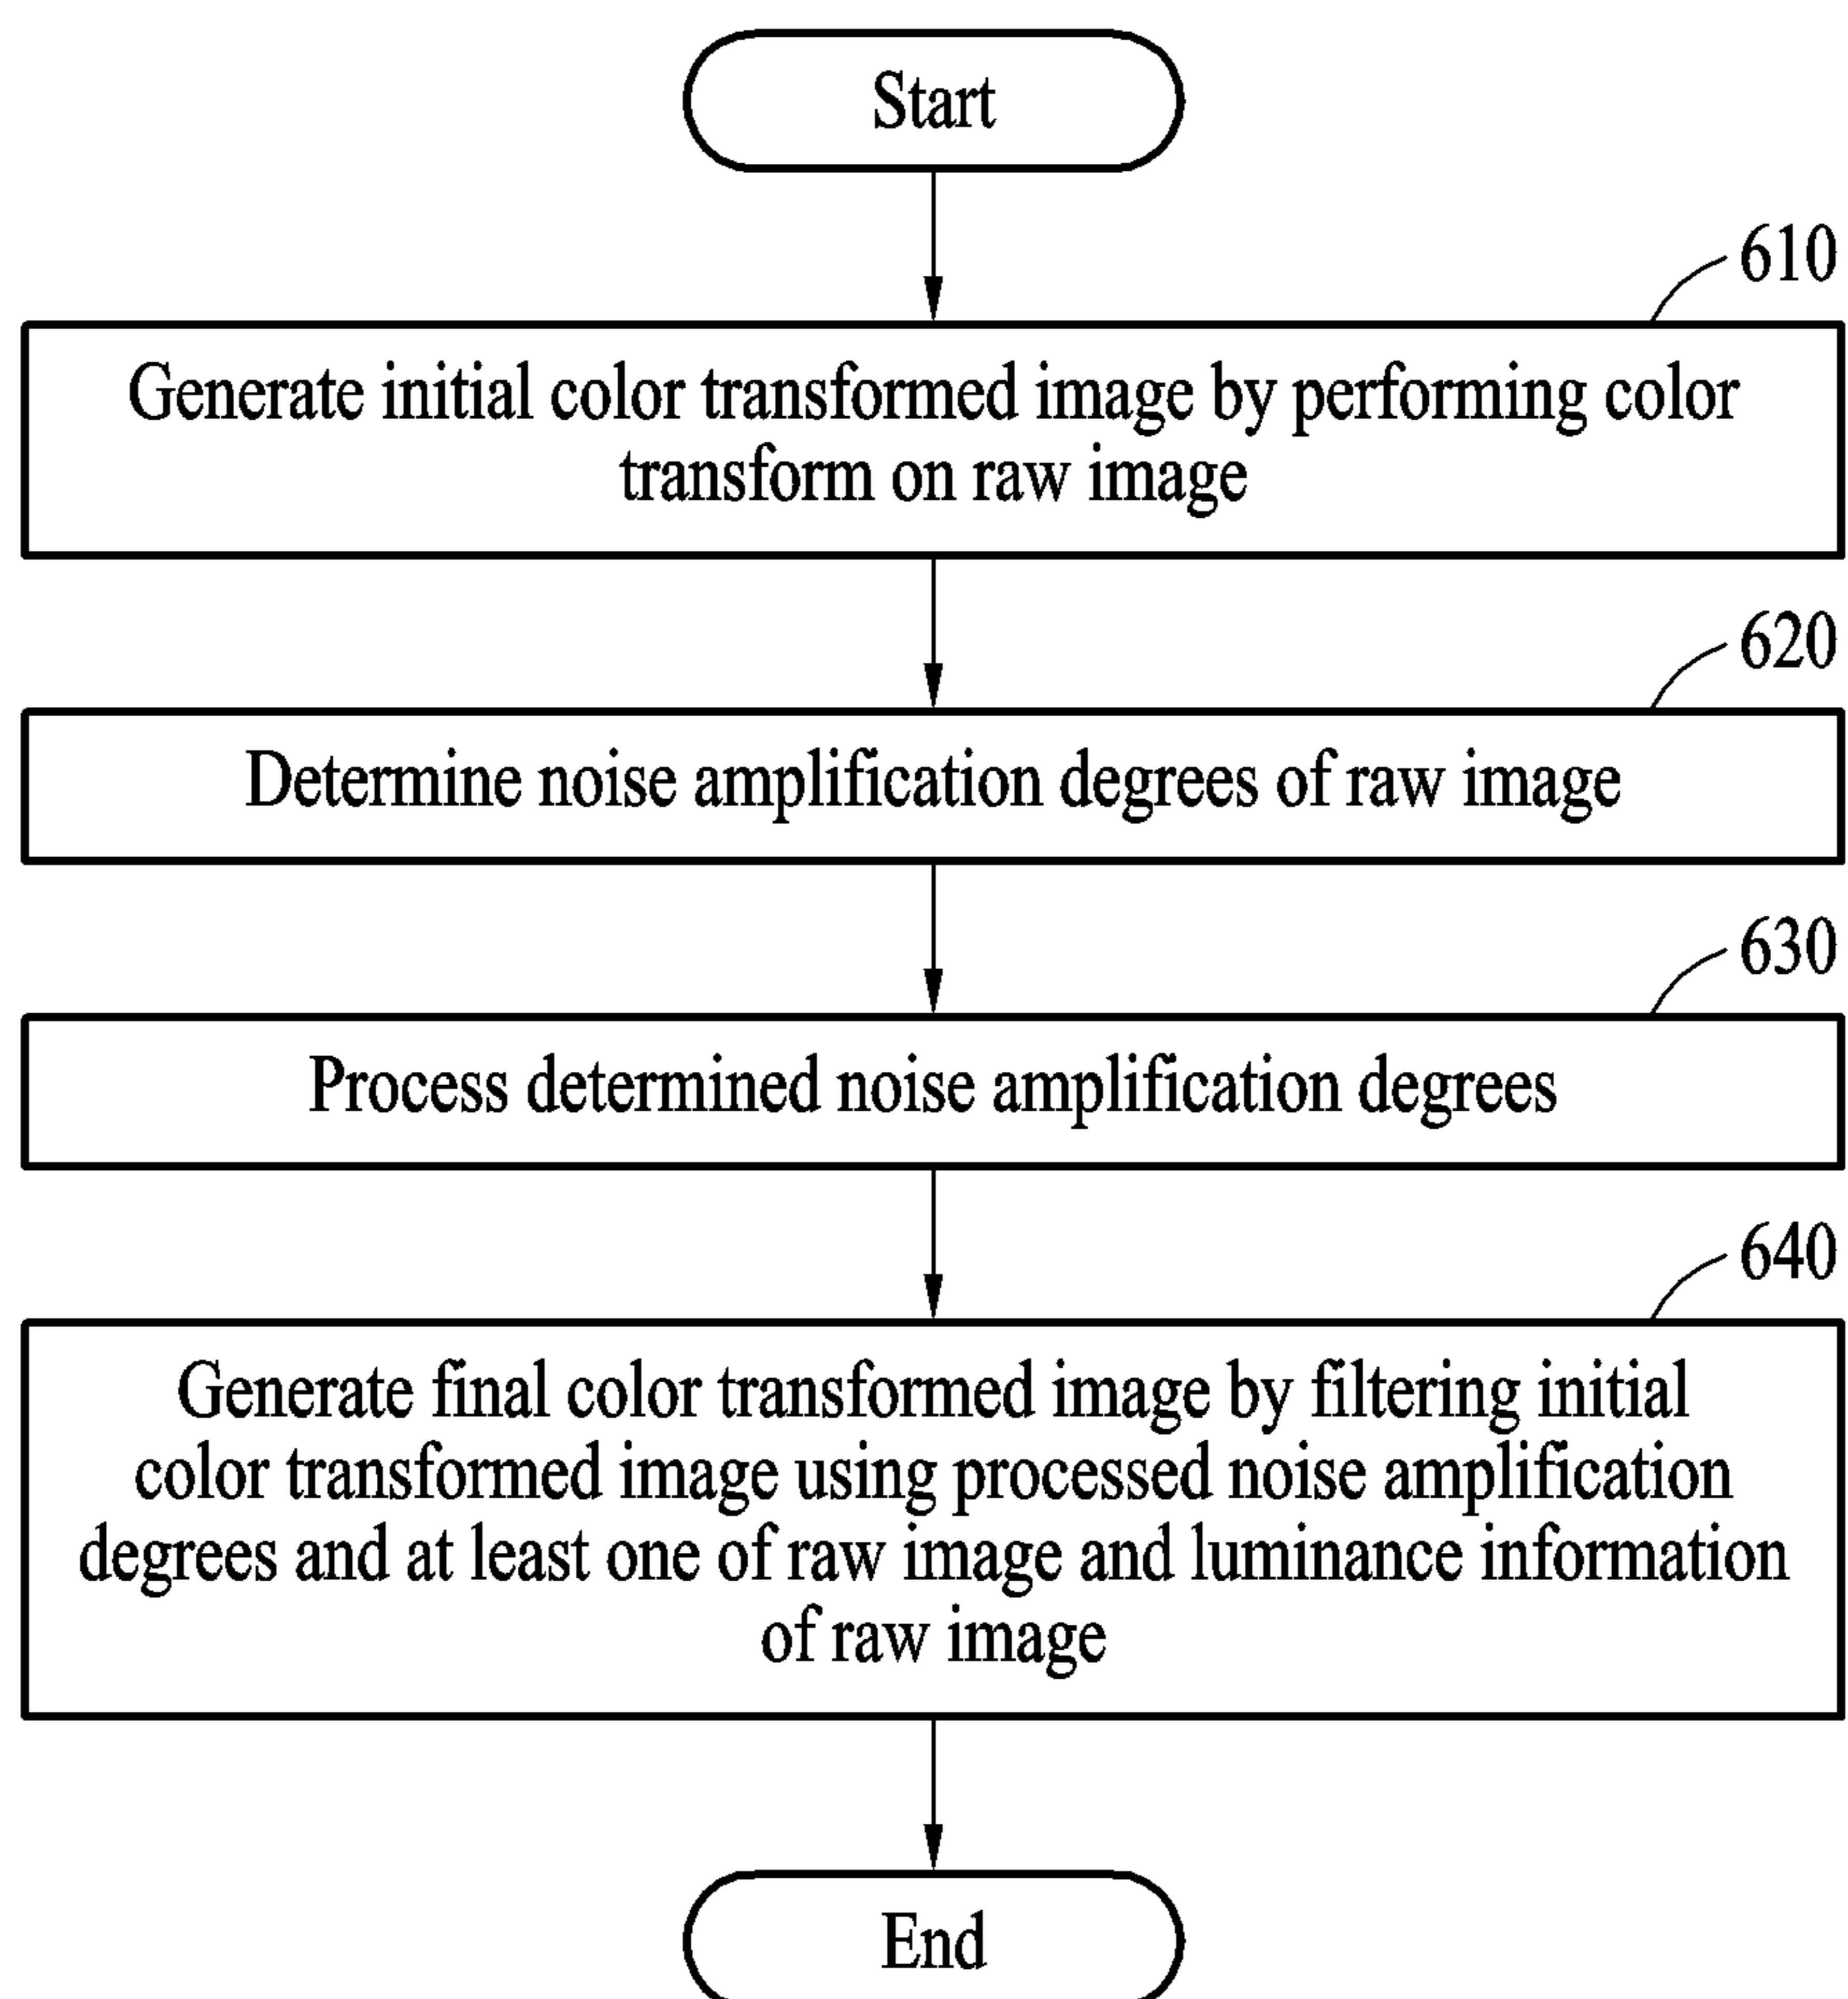 Start
610
Generate initial color transformed image by performing color
transform on raw image
620
Determine noise amplification degrees of raw image
630
Process determined noise amplification degrees
640
Generate final color transformed image by filtering initial
color transformed image using processed noise amplification
degrees and at least one of raw image and luminance information
of raw image
End